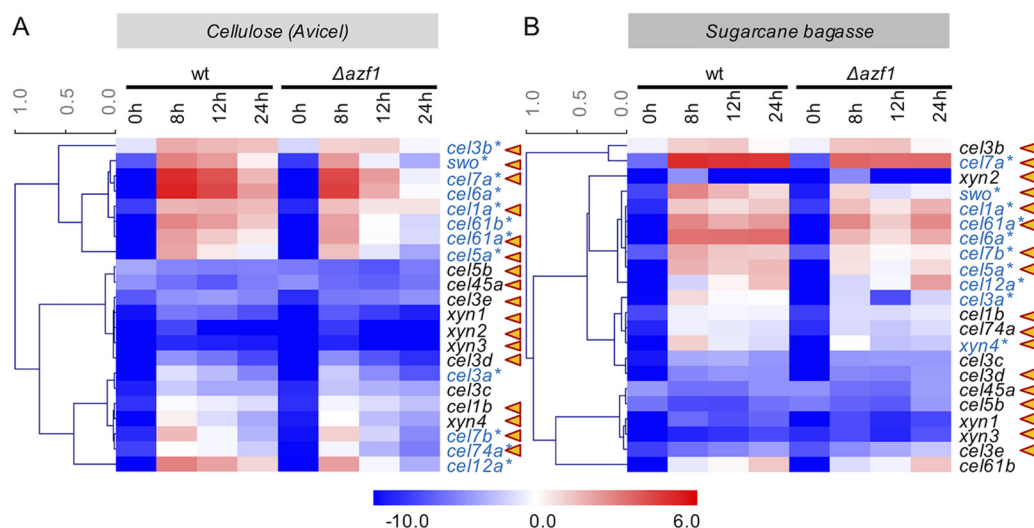 A
Cellulose (Avicel)
wt
Δazf1
1.0
0.5
0.0
0h
8h
12h
24h
0h
8h
12h
24h
cel3b*
swo*
cel7a*
cel6a*
cel1a*
cel61b*
cel61a*
cel5a*
cel5b
cel45a
cel3e
xyn1
xyn2
xyn3
cel3d
cel3a*
cel3c
cel1b
xyn4
cel7b*
cel74a*
cel12a*
B
Sugarcane bagasse
wt
Δazf1
1.0
0.5
0.0
0h
8h
12h
24h
0h
8h
12h
24h
cel3b
cel7a*
xyn2
swo*
cel1a*
cel61a*
cel6a*
cel7b*
cel5a*
cel12a*
cel3a*
cel1b
cel74a
xyn4*
cel3c
cel3d
cel45a
cel5b
xyn1
xyn3
cel3e
cel61b
-10.0
0.0
6.0